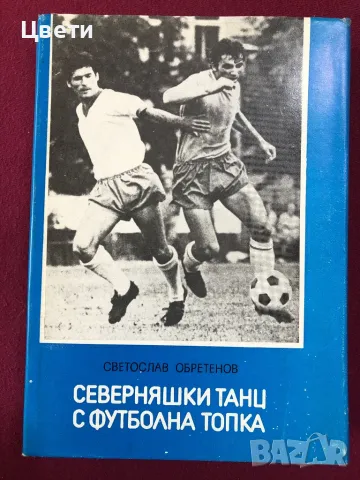 Цвети
СВЕТОСЛАВ ОБРЕТЕНОВ
СЕВЕРНЯШКИ ТАНЦ
С ФУТБОЛНА ТОПКА
BAZAR